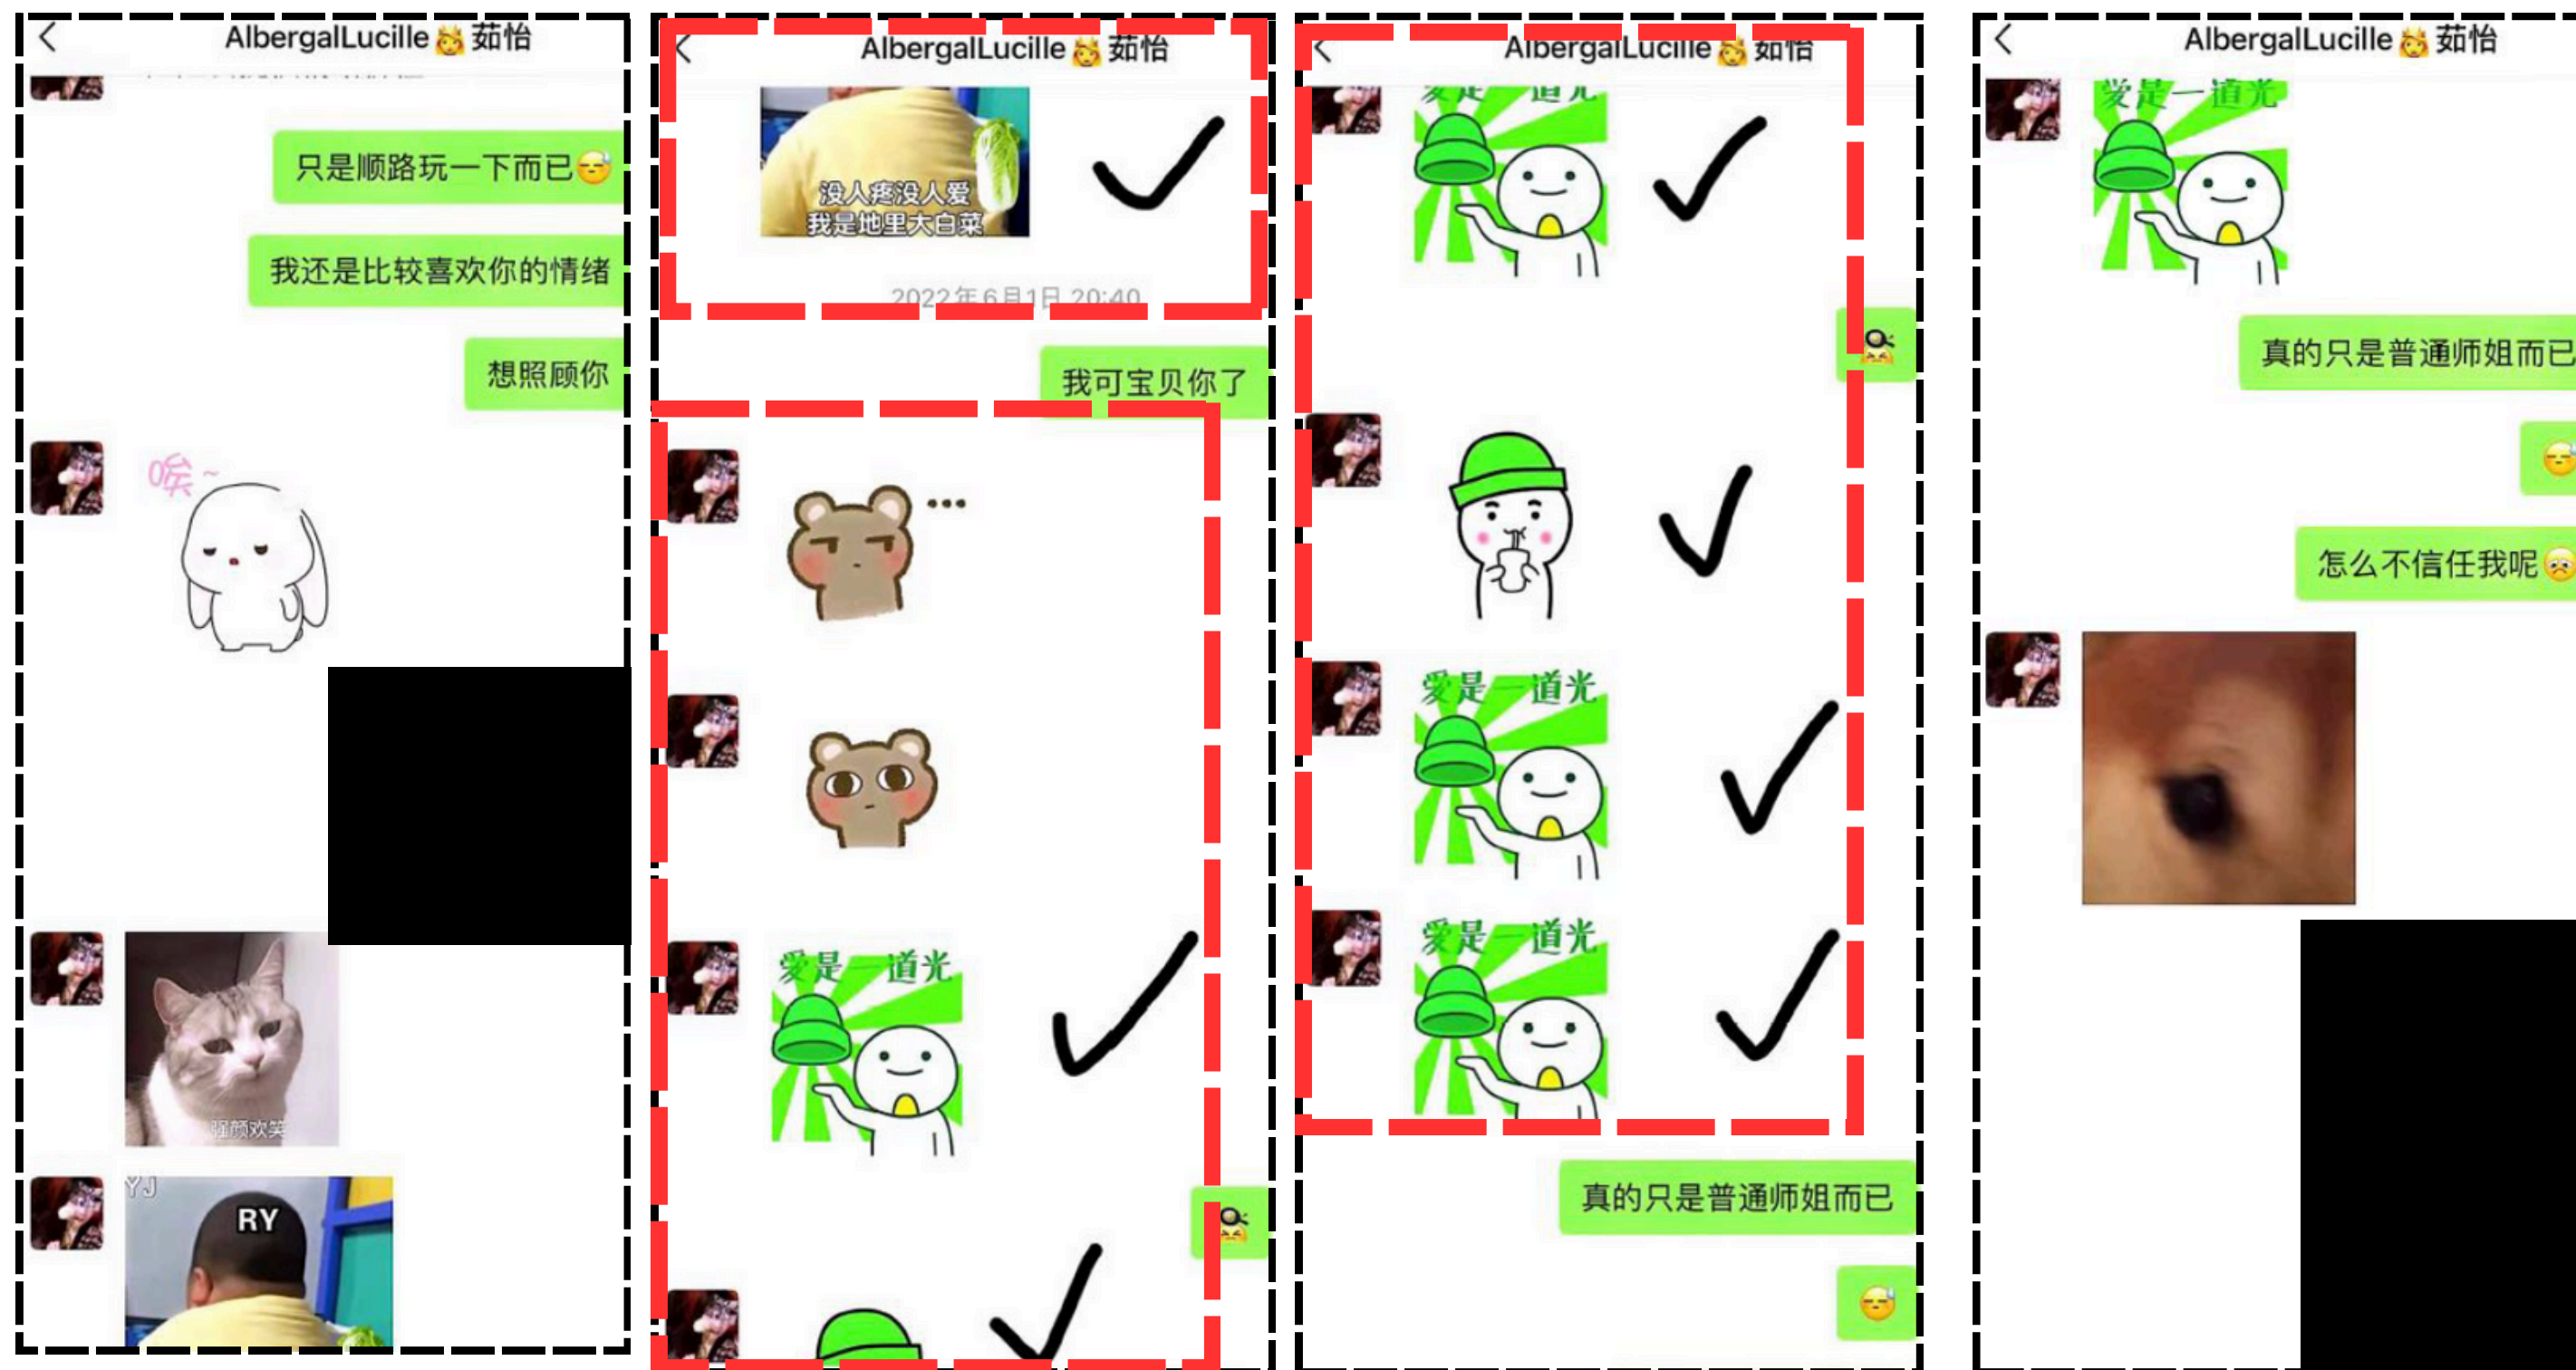 AlbergalLucille👸茹怡
只是顺路玩一下而已😅
我还是比较喜欢你的情绪
想照顾你
唉~
强颜欢笑
YJ
RY
AlbergalLucille👸茹怡
没人疼没人爱
我是地里大白菜
2022年6月1日 20:40
我可宝贝你了
爱是一道光
AlbergalLucille👸茹怡
爱是一道光
爱是一道光
爱是一道光
真的只是普通师姐而已
AlbergalLucille👸茹怡
爱是一道光
真的只是普通师姐而已
怎么不信任我呢😞